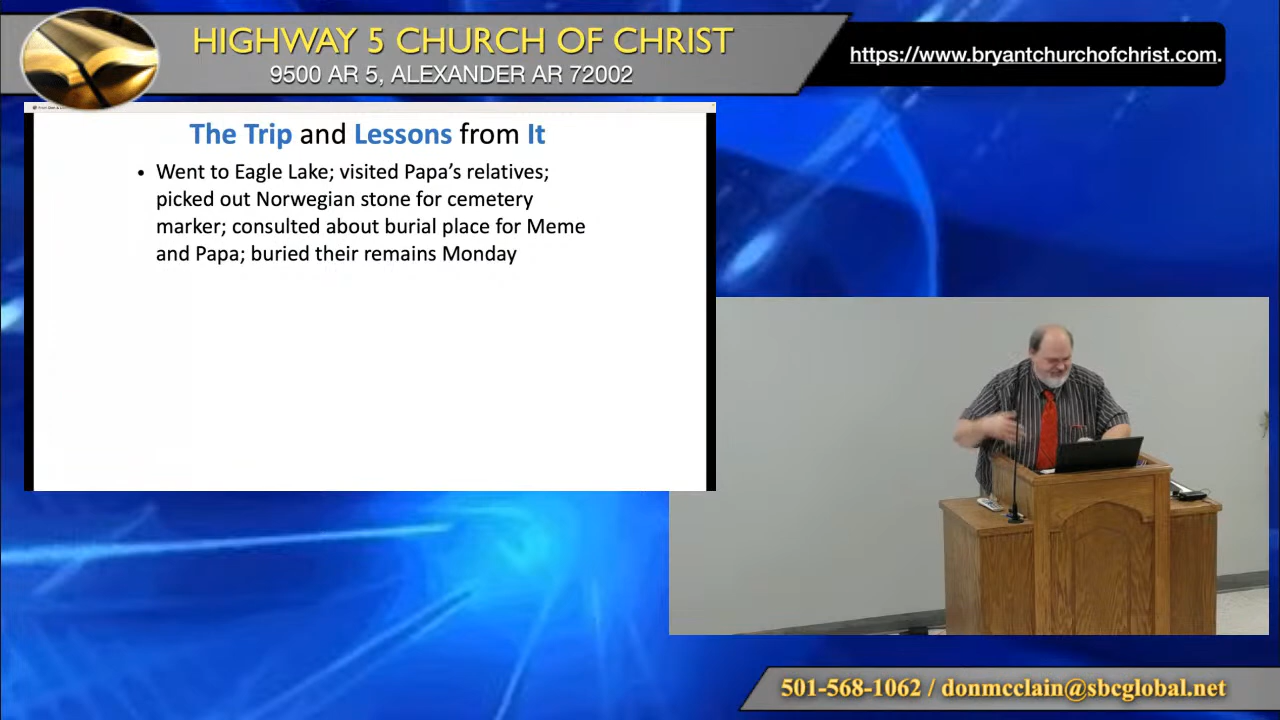 HIGHWAY 5 CHURCH OF CHRIST
9500 AR 5, ALEXANDER AR 72002
https://www.bryantchurchofchrist.com.
The Trip and Lessons from It
• Went to Eagle Lake; visited Papa's relatives;
picked out Norwegian stone for cemetery
marker; consulted about burial place for Meme
and Papa; buried their remains Monday
501-568-1062 / donmcclain@sbcglobal.net